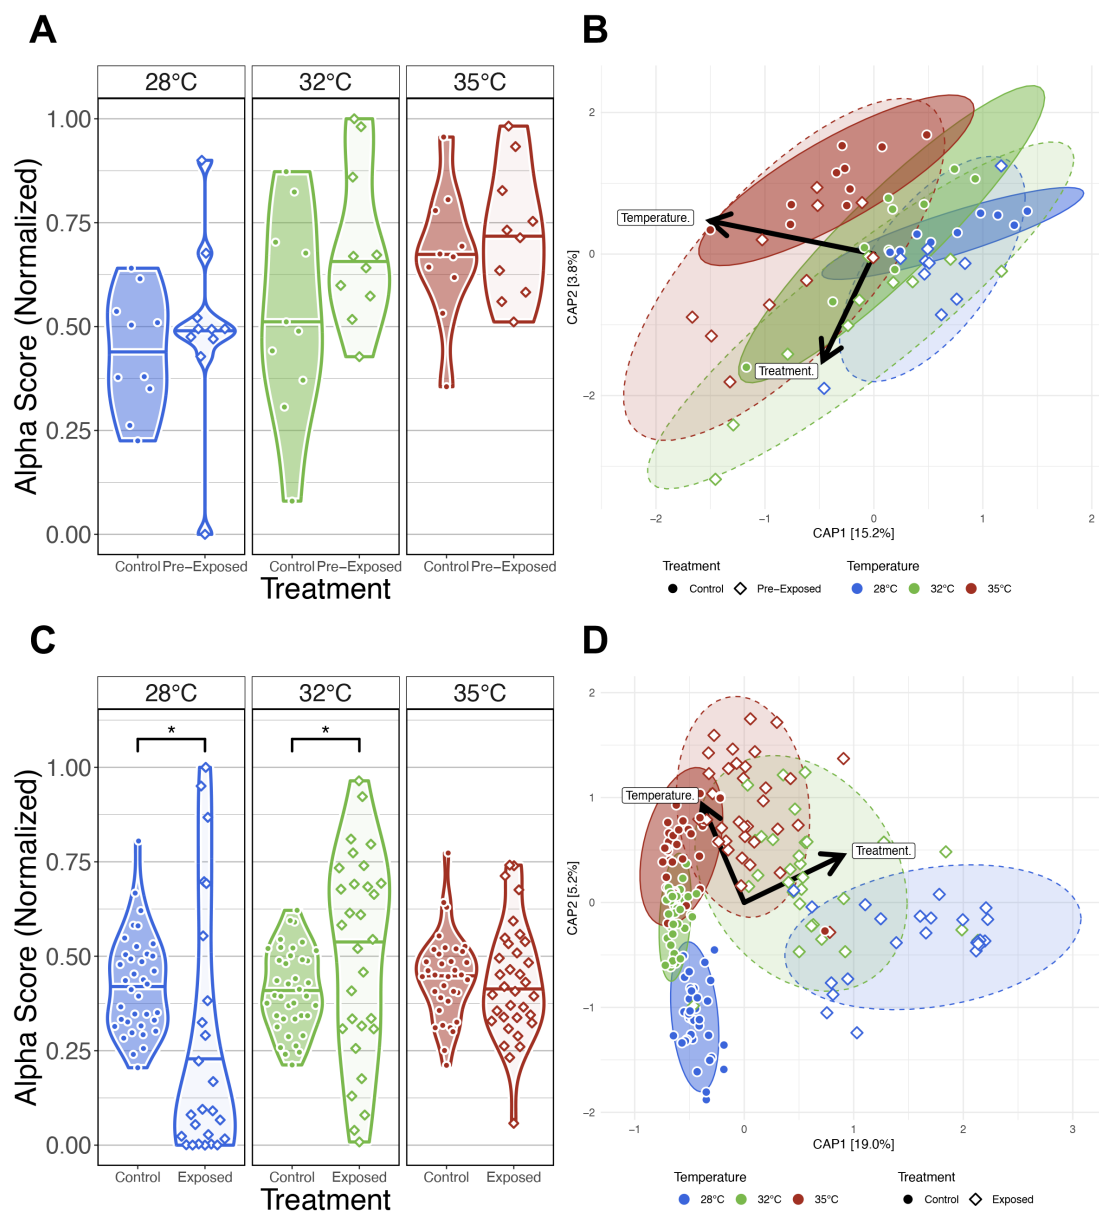 A
28°C 32°C 35°C
1.00
0.75
0.50
0.25
0.00
Alpha Score (Normalized)
Control Pre-Exposed Control Pre-Exposed Control Pre-Exposed
Treatment
B
2
0
−2
CAP2 [3.8%]
Temperature.
Treatment.
−2 −1 0 1 2
CAP1 [15.2%]
Treatment Temperature
Control Pre−Exposed 28°C 32°C 35°C
C
28°C 32°C 35°C
* *
1.00
0.75
0.50
0.25
0.00
Alpha Score (Normalized)
Control Exposed Control Exposed Control Exposed
Treatment
D
2
1
0
−1
−2
CAP2 [5.2%]
Temperature.
Treatment.
−1 0 1 2 3
CAP1 [19.0%]
Temperature Treatment
28°C 32°C 35°C Control Exposed